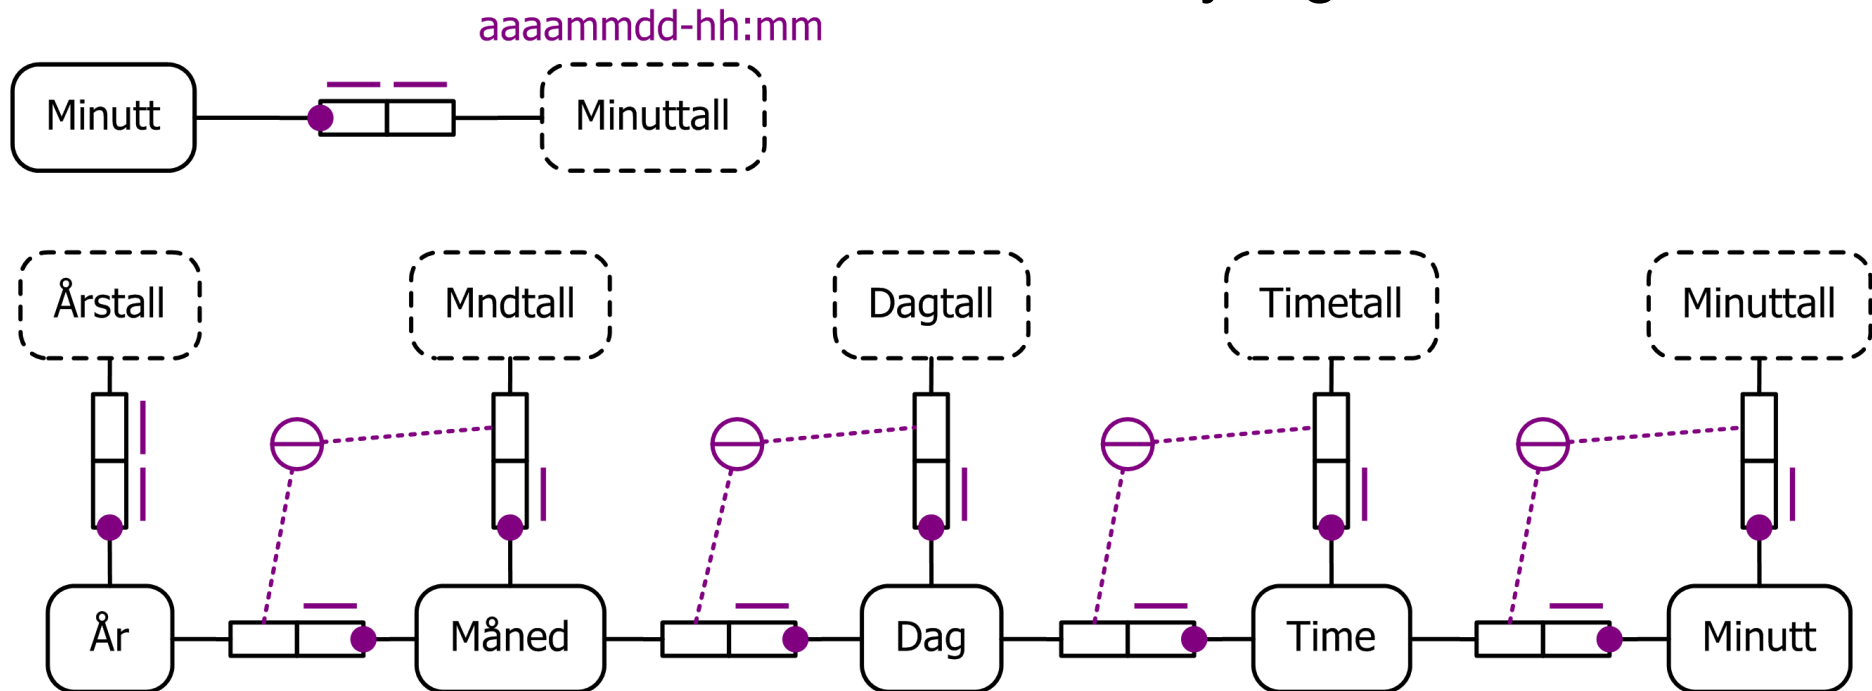 aaaammdd-hh:mm
Minutt Minuttall
Årstall Mndtall Dagtall Timetall Minuttall
År Måned Dag Time Minutt